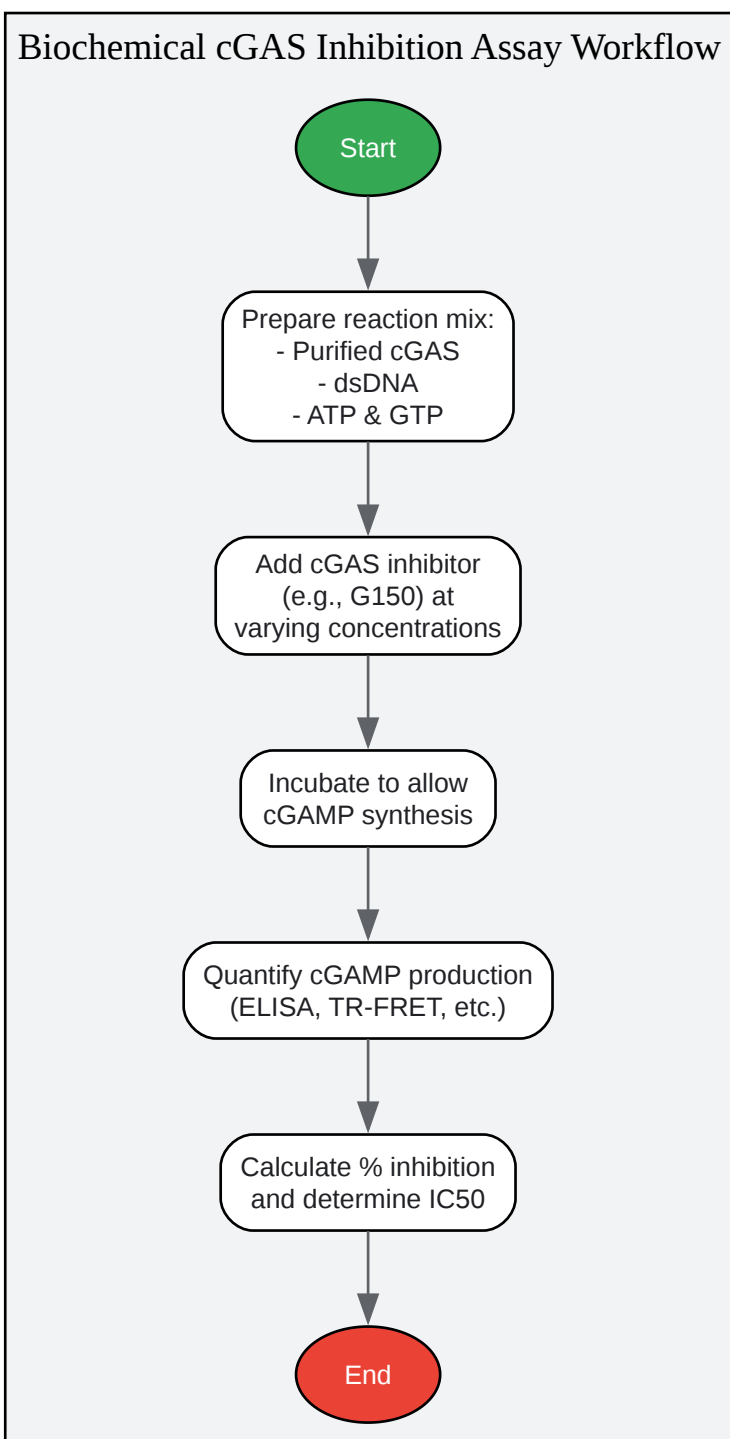 Biochemical cGAS Inhibition Assay Workflow
Start
Prepare reaction mix:
- Purified cGAS
- dsDNA
- ATP & GTP
Add cGAS inhibitor
(e.g., G150) at
varying concentrations
Incubate to allow
cGAMP synthesis
Quantify cGAMP production
(ELISA, TR-FRET, etc.)
Calculate % inhibition
and determine IC50
End